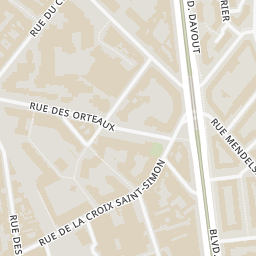 RUE DU C
D. DAVOUT
RIER
RUE DES ORTEAUX
RUE MENDELS
RUE DE LA CROIX SAINT-SIMON
RUE DES
BLVD.